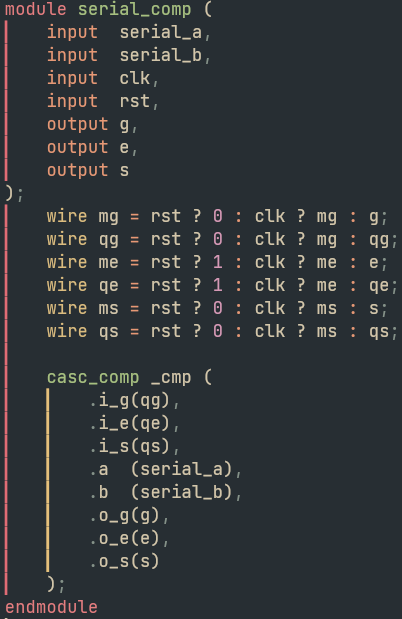 module serial_comp (
    input  serial_a,
    input  serial_b,
    input  clk,
    input  rst,
    output g,
    output e,
    output s
);
    wire mg = rst ? 0 : clk ? mg : g;
    wire qg = rst ? 0 : clk ? mg : qg;
    wire me = rst ? 1 : clk ? me : e;
    wire qe = rst ? 1 : clk ? me : qe;
    wire ms = rst ? 0 : clk ? ms : s;
    wire qs = rst ? 0 : clk ? ms : qs;

    casc_comp _cmp (
        .i_g(qg),
        .i_e(qe),
        .i_s(qs),
        .a  (serial_a),
        .b  (serial_b),
        .o_g(g),
        .o_e(e),
        .o_s(s)
    );
endmodule